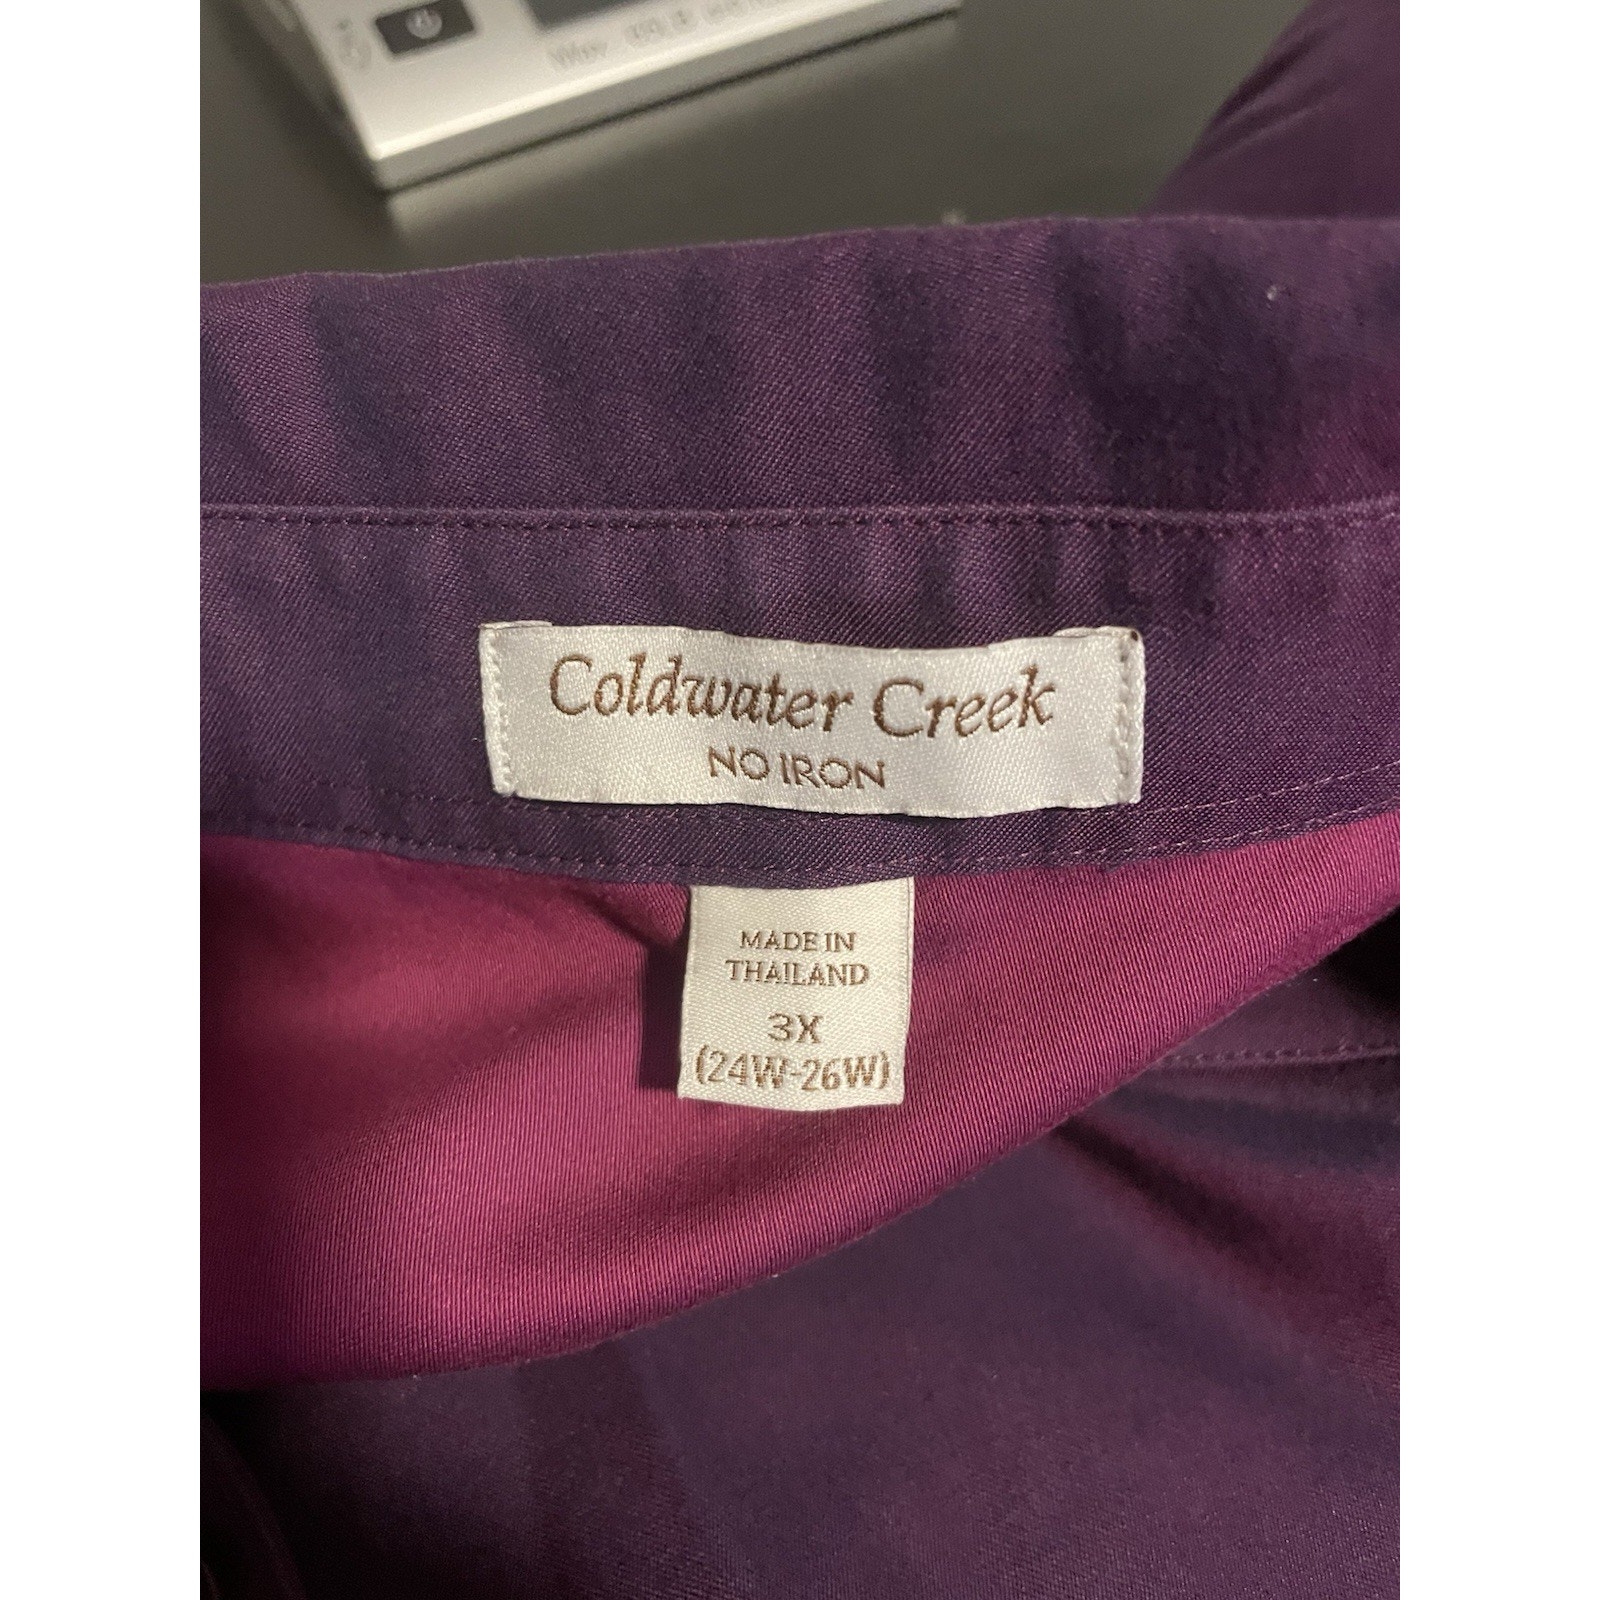 Coldwater Creek
NO IRON
MADE IN
THAILAND
3X
(24W-26W)